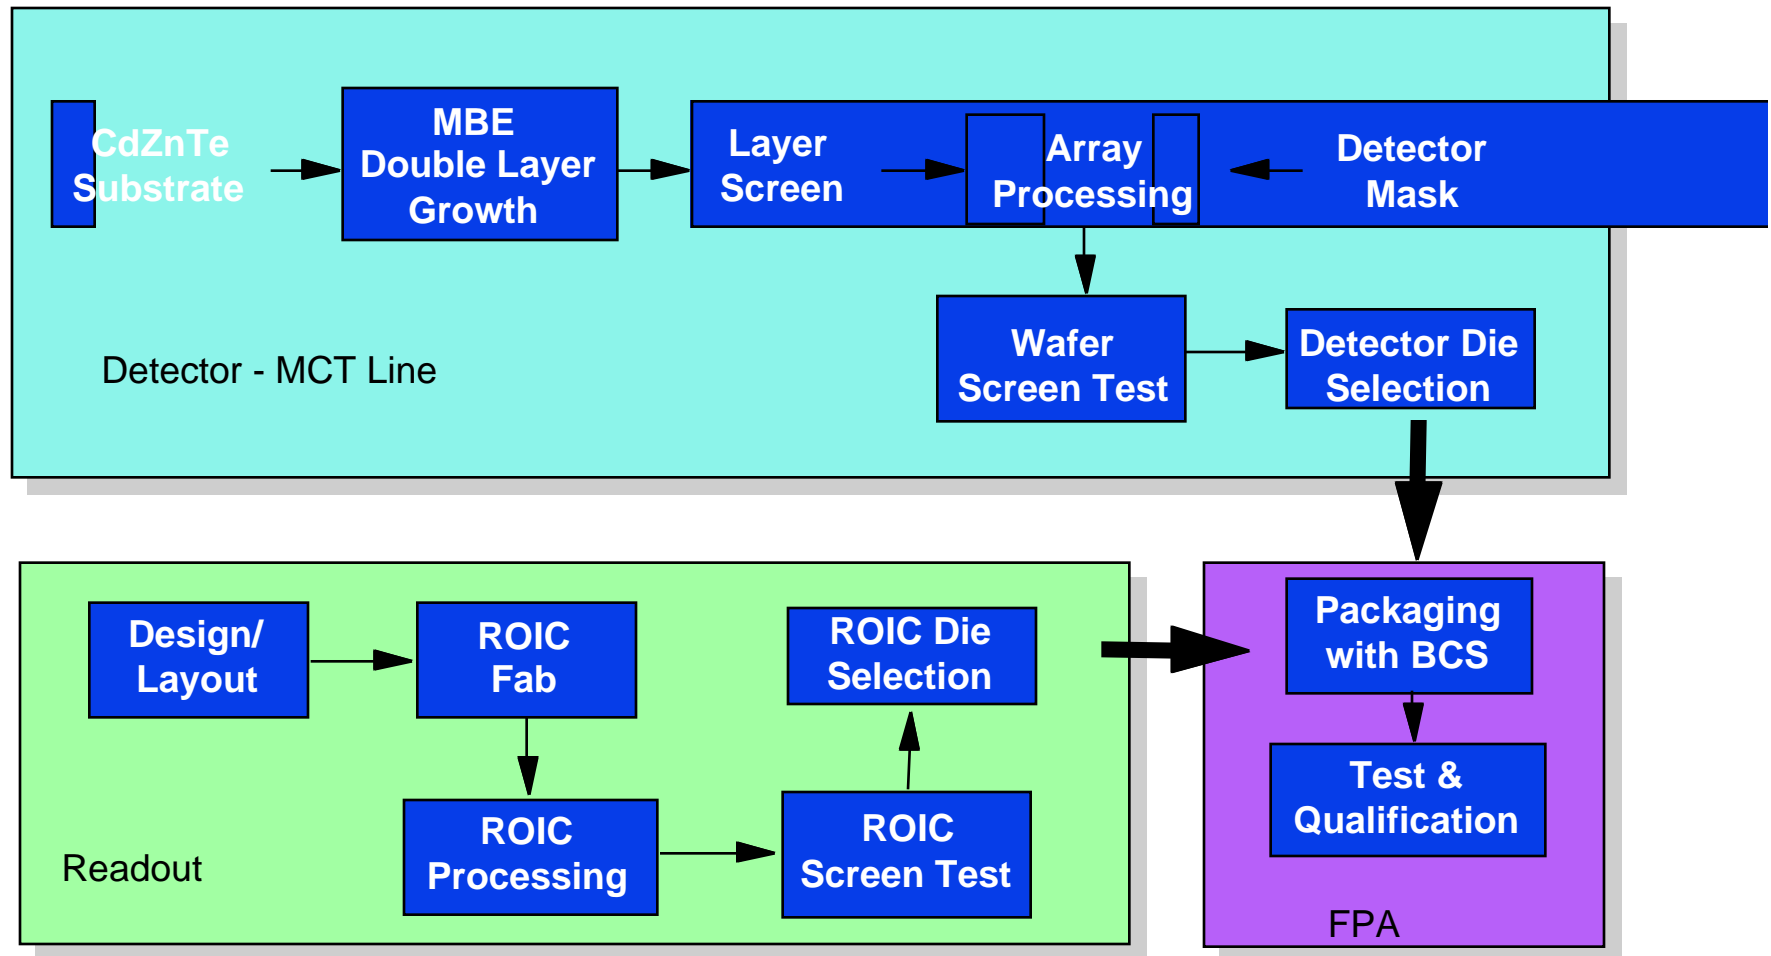 CdZnTe
Substrate
MBE
Double Layer
Growth
Layer
Screen
Array
Processing
Detector
Mask
Wafer
Screen Test
Detector Die
Selection
Detector - MCT Line
Design/
Layout
ROIC
Fab
ROIC
Processing
ROIC
Screen Test
ROIC Die
Selection
Readout
Packaging
with BCS
Test &
Qualification
FPA